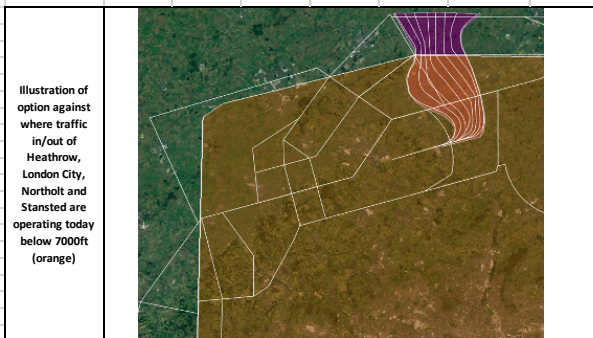 Illustration of
option against
where traffic
in/out of
Heathrow,
London City,
Northolt and
Stansted are
operating today
below 7000ft
(orange)